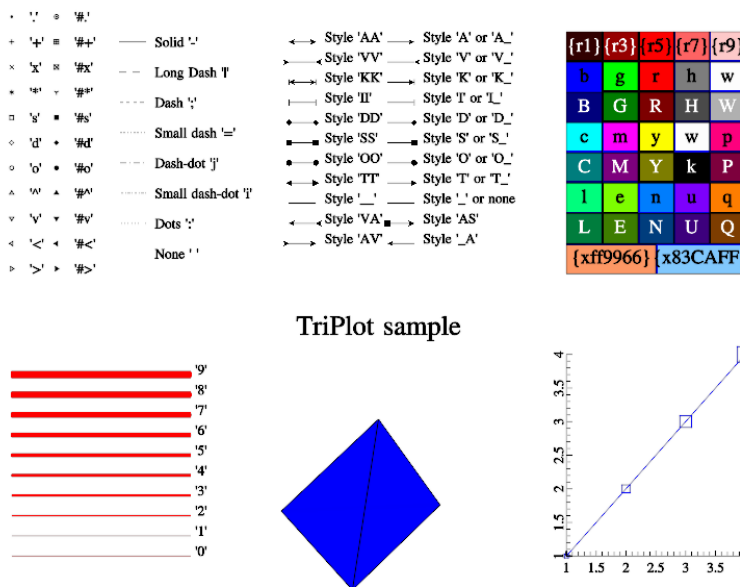 '.' '#.'
'+' '#+'
'x' '#x'
'*' '#*'
's' '#s'
'd' '#d'
'o' '#o'
'^' '#^'
'v' '#v'
'<' '#<'
'>' '#>'
Solid '-'
Long Dash '|'
Dash ';'
Small dash '='
Dash-dot 'j'
Small dash-dot 'i'
Dots ':'
None ' '
Style 'AA' Style 'A' or 'A_'
Style 'VV' Style 'V' or 'V_'
Style 'KK' Style 'K' or 'K_'
Style 'II' Style 'I' or 'I_'
Style 'DD' Style 'D' or 'D_'
Style 'SS' Style 'S' or 'S_'
Style 'OO' Style 'O' or 'O_'
Style 'TT' Style 'T' or 'T_'
Style '__' Style '_' or none
Style 'VA' Style 'AS'
Style 'AV' Style '_A'
{r1} {r3} {r5} {r7} {r9}
b g r h w
B G R H W
c m y w p
C M Y k P
l e n u q
L E N U Q
{xff9966} {x83CAFF
TriPlot sample
'9'
'8'
'7'
'6'
'5'
'4'
'3'
'2'
'1'
'0'
4
3.5
3
2.5
2
1.5
1
1 1.5 2 2.5 3 3.5